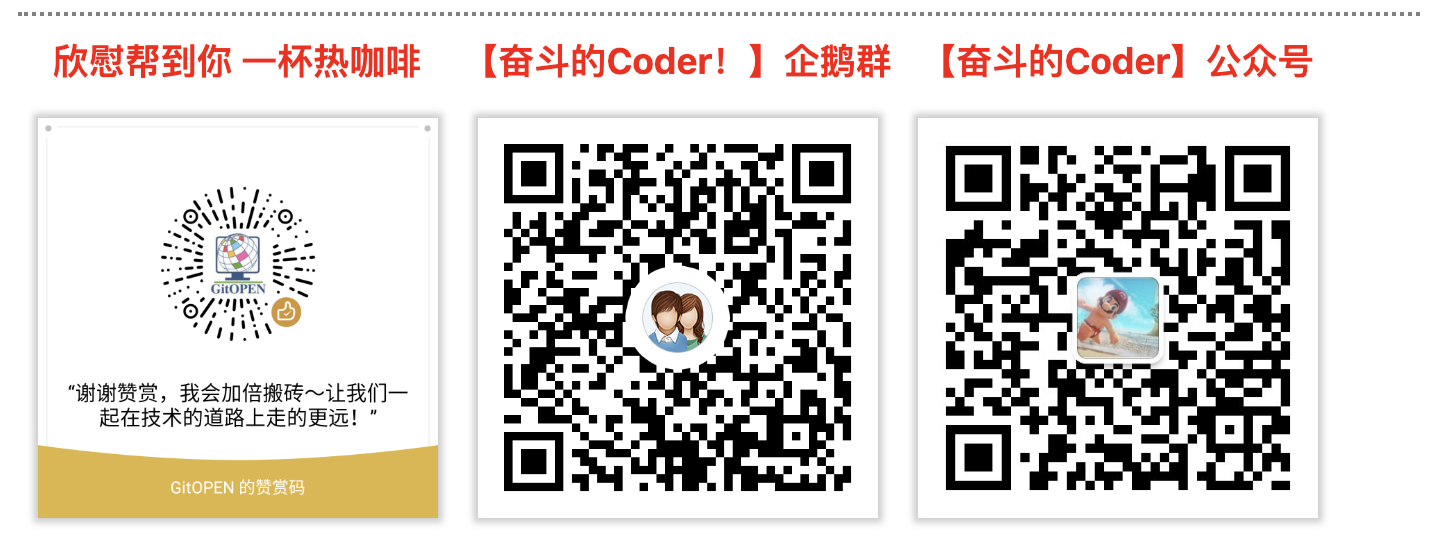 欣慰帮到你 一杯热咖啡
【奋斗的Coder！】企鹅群
【奋斗的Coder】公众号
GitOPEN
“谢谢赞赏，我会加倍搬砖～让我们一
起在技术的道路上走的更远！”
GitOPEN 的赞赏码